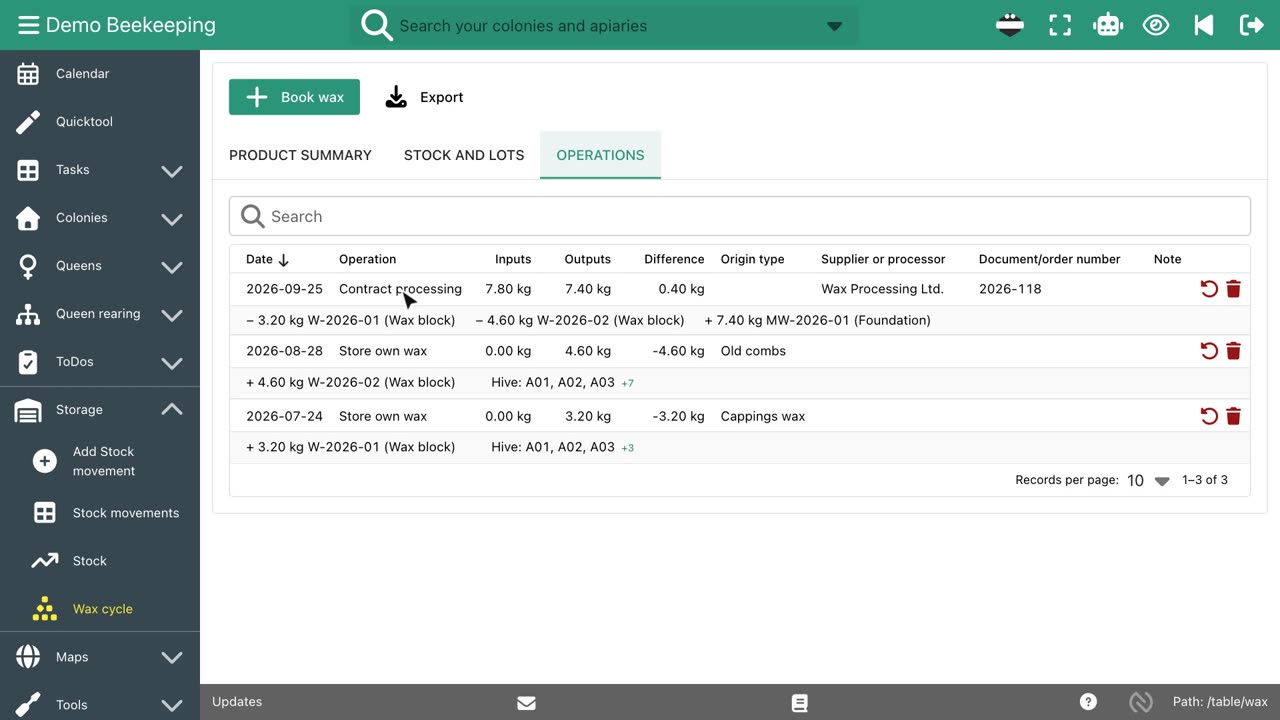 Demo Beekeeping
Search your colonies and apiaries
Calendar
Quicktool
Tasks
Colonies
Queens
Queen rearing
ToDos
Storage
Add Stock
movement
Stock movements
Stock
Wax cycle
Maps
Tools
Book wax
Export
PRODUCT SUMMARY
STOCK AND LOTS
OPERATIONS
Search
Date Operation Inputs Outputs Difference Origin type Supplier or processor Document/order number Note
2026-09-25 Contract processing 7.80 kg 7.40 kg 0.40 kg Wax Processing Ltd. 2026-118
− 3.20 kg W-2026-01 (Wax block) − 4.60 kg W-2026-02 (Wax block) + 7.40 kg MW-2026-01 (Foundation)
2026-08-28 Store own wax 0.00 kg 4.60 kg -4.60 kg Old combs
+ 4.60 kg W-2026-02 (Wax block) Hive: A01, A02, A03 +7
2026-07-24 Store own wax 0.00 kg 3.20 kg -3.20 kg Cappings wax
+ 3.20 kg W-2026-01 (Wax block) Hive: A01, A02, A03 +3
Records per page: 10 1–3 of 3
Updates
Path: /table/wax